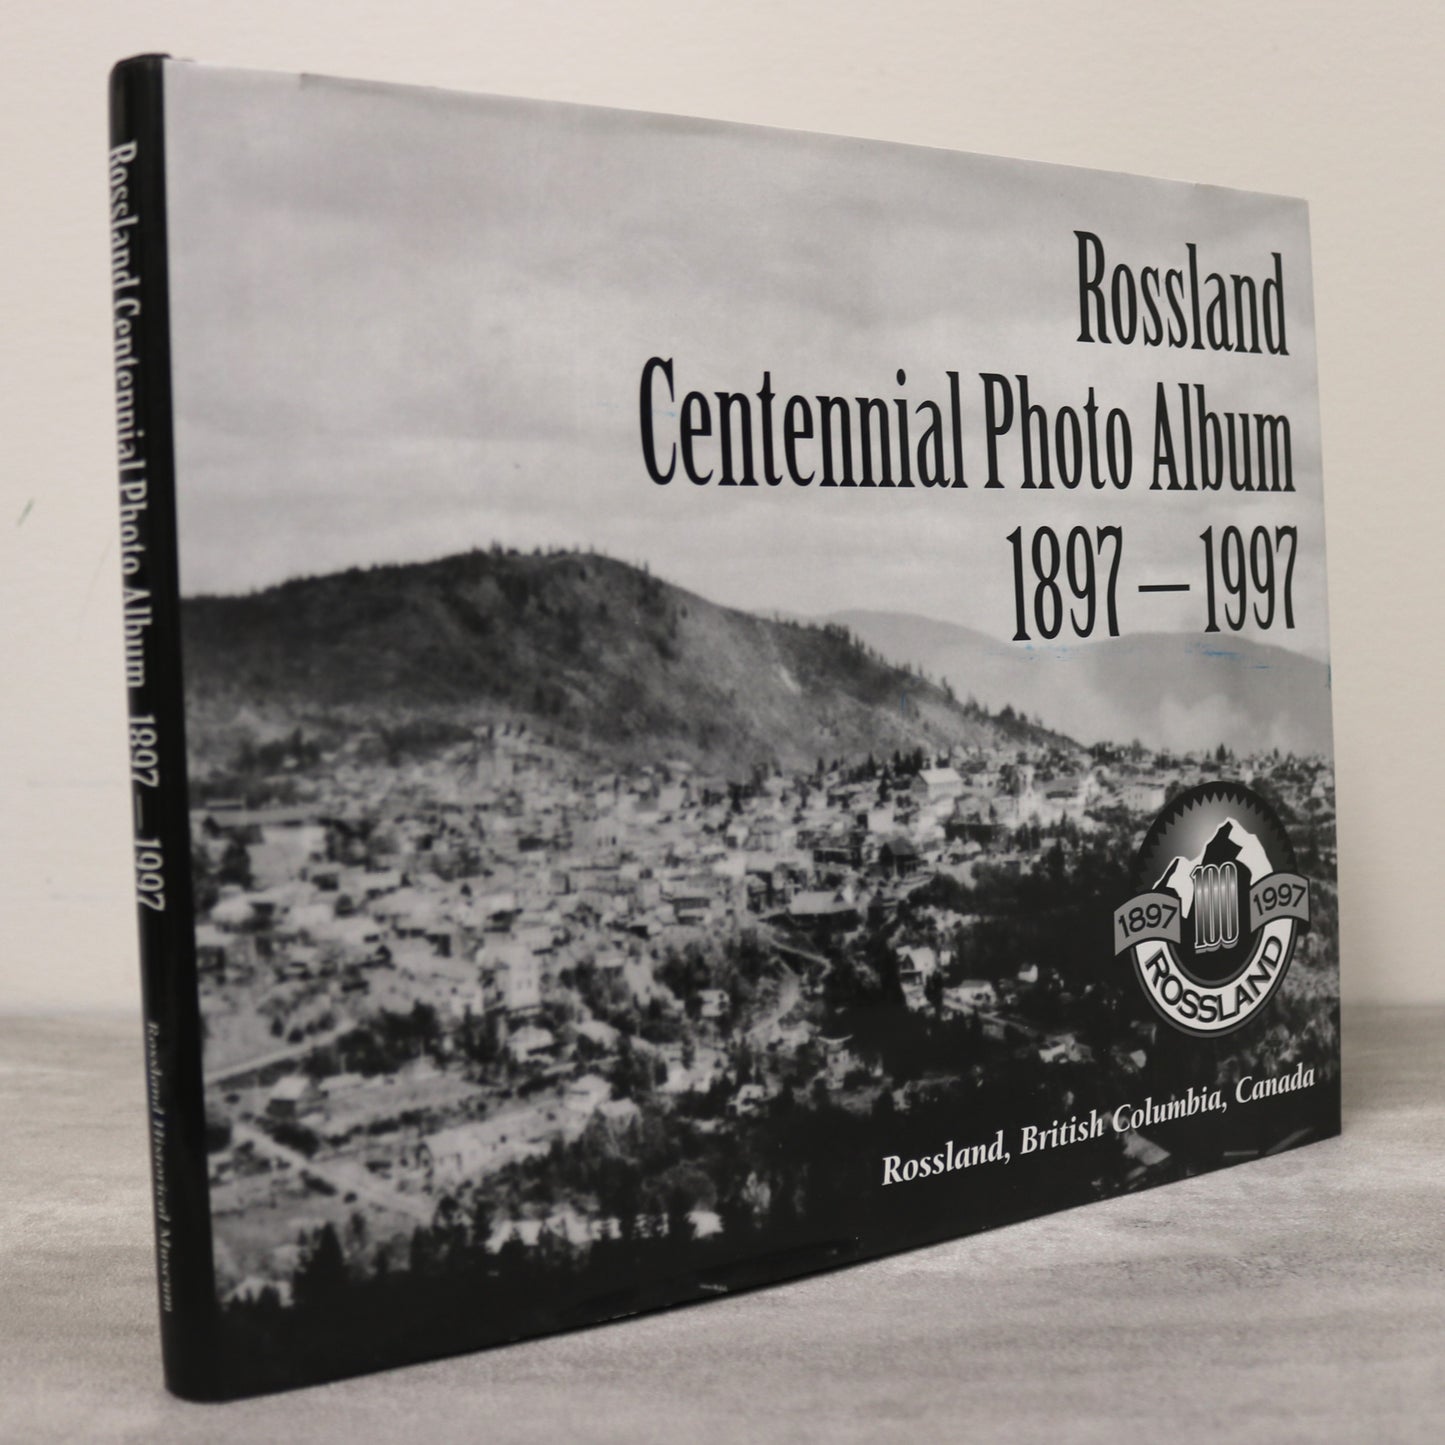 Rossland Centennial Photo Album 1897 – 1997
Rossland Historical Museum
Rossland
Centennial Photo Album
1897 – 1997
1897 100 1997
ROSSLAND
Rossland, British Columbia, Canada